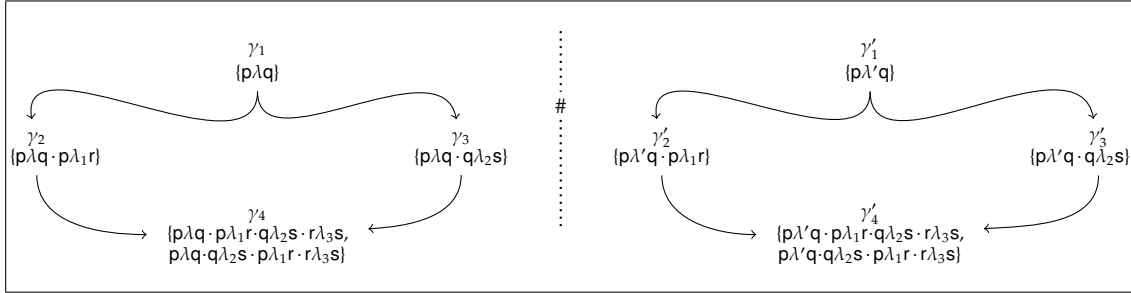 γ₁ γ′₁
{pλq} {pλ′q}
#
γ₂ γ₃ γ′₂ γ′₃
{pλq · pλ₁r} {pλq · qλ₂s} {pλ′q · pλ₁r} {pλ′q · qλ₂s}
γ₄ γ′₄
{pλq · pλ₁r·qλ₂s · rλ₃s, {pλ′q · pλ₁r·qλ₂s · rλ₃s,
pλq·qλ₂s · pλ₁r · rλ₃s} pλ′q·qλ₂s · pλ₁r · rλ₃s}